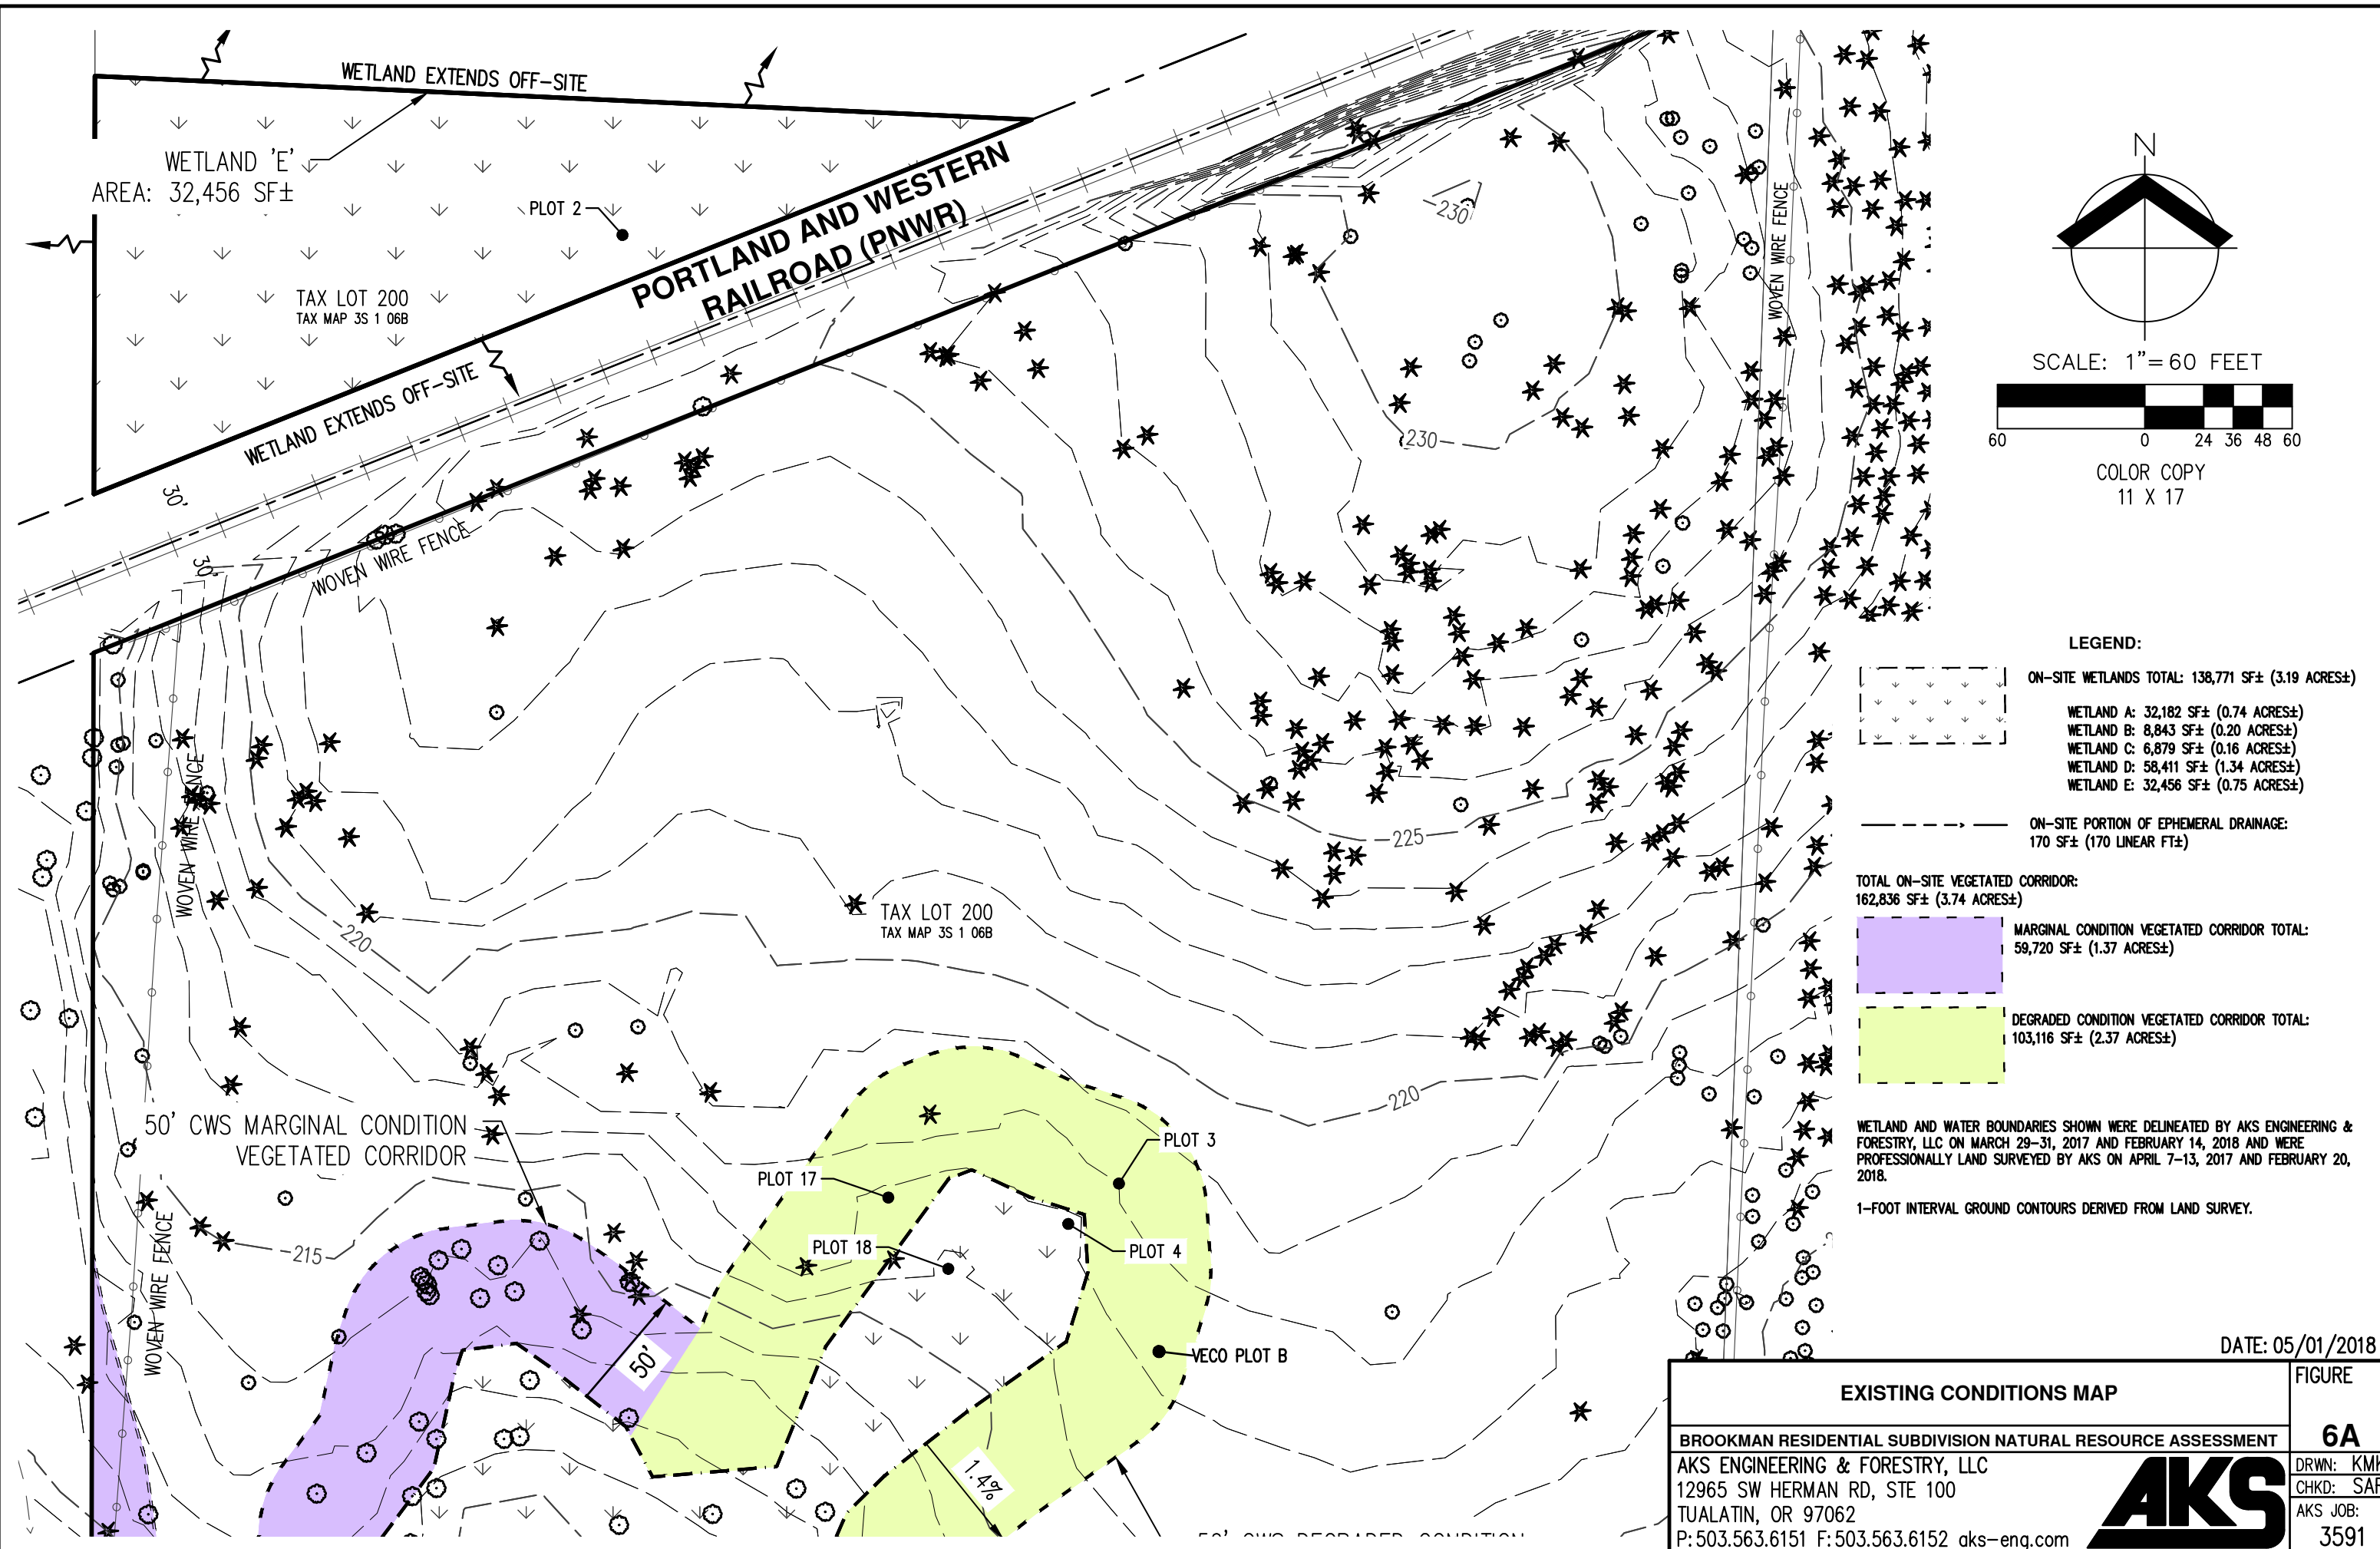 WETLAND EXTENDS OFF-SITE
WETLAND 'E'
AREA: 32,456 SF±
PLOT 2
TAX LOT 200
TAX MAP 3S 1 06B
PORTLAND AND WESTERN
RAILROAD (PNWR)
WETLAND EXTENDS OFF-SITE
30'
30'
WOVEN WIRE FENCE
WOVEN WIRE FENCE
230
230
WOVEN WIRE FENCE
225
220
TAX LOT 200
TAX MAP 3S 1 06B
220
50' CWS MARGINAL CONDITION
VEGETATED CORRIDOR
PLOT 3
PLOT 17
PLOT 18
PLOT 4
215
WOVEN WIRE FENCE
50'
VECO PLOT B
1.4%
N
SCALE: 1"=60 FEET
60 0 24 36 48 60
COLOR COPY
11 X 17
LEGEND:
ON-SITE WETLANDS TOTAL: 138,771 SF± (3.19 ACRES±)
WETLAND A: 32,182 SF± (0.74 ACRES±)
WETLAND B: 8,843 SF± (0.20 ACRES±)
WETLAND C: 6,879 SF± (0.16 ACRES±)
WETLAND D: 58,411 SF± (1.34 ACRES±)
WETLAND E: 32,456 SF± (0.75 ACRES±)
ON-SITE PORTION OF EPHEMERAL DRAINAGE:
170 SF± (170 LINEAR FT±)
TOTAL ON-SITE VEGETATED CORRIDOR:
162,836 SF± (3.74 ACRES±)
MARGINAL CONDITION VEGETATED CORRIDOR TOTAL:
59,720 SF± (1.37 ACRES±)
DEGRADED CONDITION VEGETATED CORRIDOR TOTAL:
103,116 SF± (2.37 ACRES±)
WETLAND AND WATER BOUNDARIES SHOWN WERE DELINEATED BY AKS ENGINEERING &
FORESTRY, LLC ON MARCH 29-31, 2017 AND FEBRUARY 14, 2018 AND WERE
PROFESSIONALLY LAND SURVEYED BY AKS ON APRIL 7-13, 2017 AND FEBRUARY 20,
2018.
1-FOOT INTERVAL GROUND CONTOURS DERIVED FROM LAND SURVEY.
DATE: 05/01/2018
EXISTING CONDITIONS MAP
BROOKMAN RESIDENTIAL SUBDIVISION NATURAL RESOURCE ASSESSMENT
AKS ENGINEERING & FORESTRY, LLC
12965 SW HERMAN RD, STE 100
TUALATIN, OR 97062
P: 503.563.6151 F: 503.563.6152 aks-eng.com
AKS
FIGURE
6A
DRWN:
CHKD:
AKS JOB:
3591